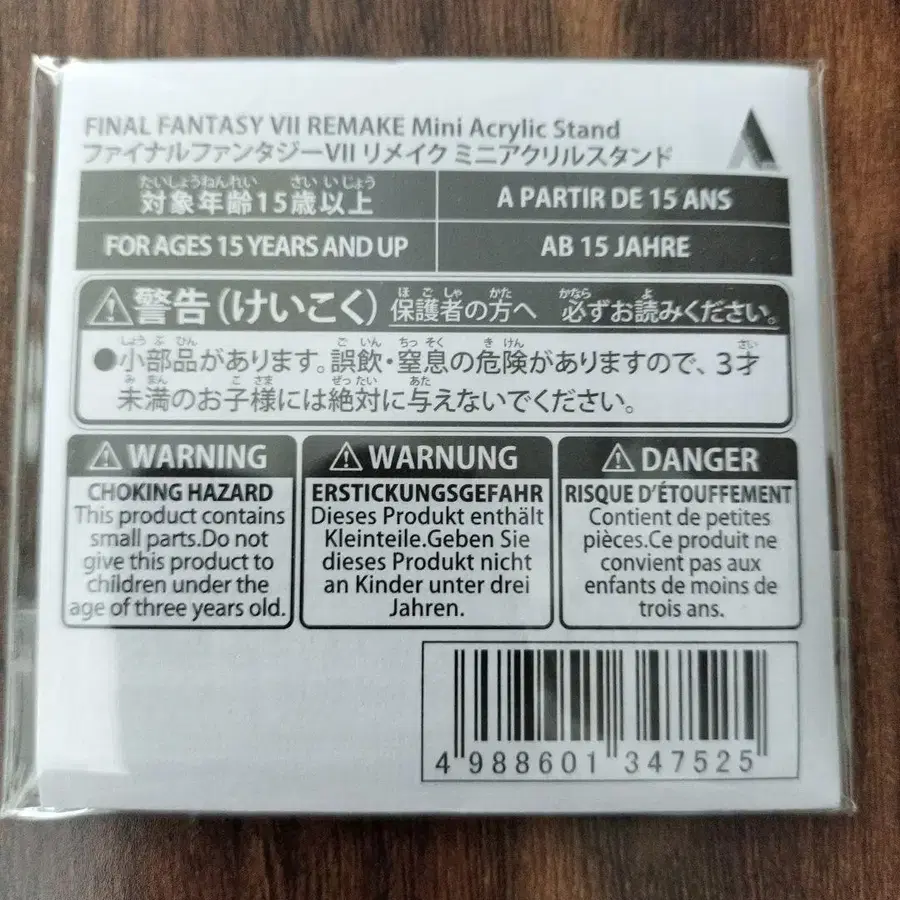 FINAL FANTASY VII REMAKE Mini Acrylic Stand
ファイナルファンタジーVII リメイク ミニアクリルスタンド
たいしょうねんれい さい いじょう
対象年齢15歳以上
A PARTIR DE 15 ANS
FOR AGES 15 YEARS AND UP
AB 15 JAHRE
ほごしゃ かた かなら よ
警告(けいこく) 保護者の方へ 必ずお読みください。
しょうぶひん ごいん ちっそく きけん さい
●小部品があります。誤飲・窒息の危険がありますので、3才
みまん こさま ぜったい あた
未満のお子様には絶対に与えないでください。
WARNING
CHOKING HAZARD
This product contains
small parts.Do not
give this product to
children under the
age of three years old.
WARNUNG
ERSTICKUNGSGEFAHR
Dieses Produkt enthält
Kleinteile.Geben Sie
dieses Produkt nicht
an Kinder unter drei
Jahren.
DANGER
RISQUE D'ÉTOUFFEMENT
Contient de petites
pièces.Ce produit ne
convient pas aux
enfants de moins de
trois ans.
4 988601 347525